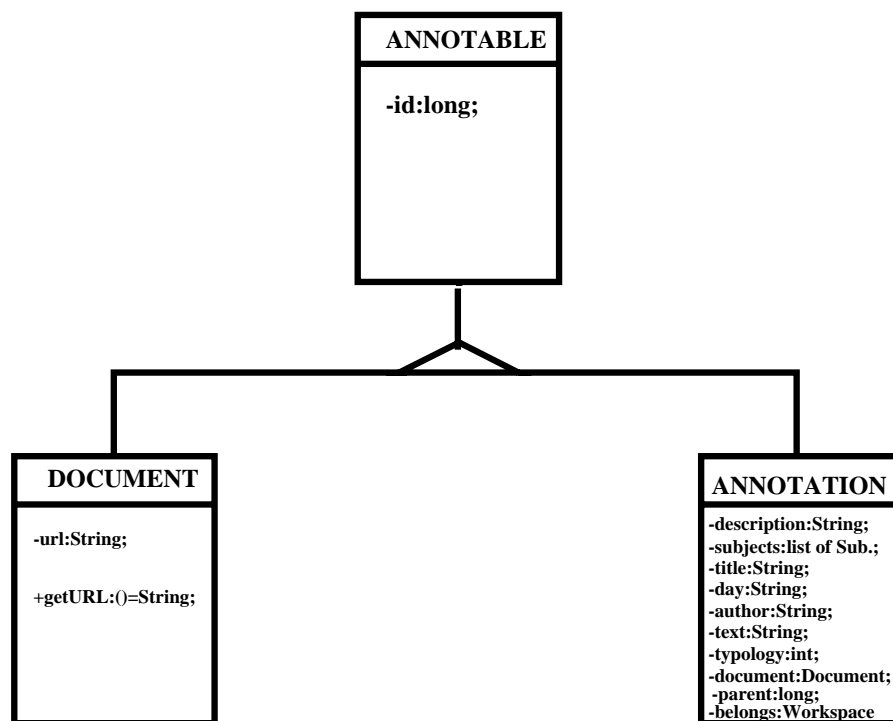 ANNOTABLE
-id:long;
DOCUMENT
-url:String;
+getURL:()=String;
ANNOTATION
-description:String;
-subjects:list of Sub.;
-title:String;
-day:String;
-author:String;
-text:String;
-typology:int;
-document:Document;
-parent:long;
-belongs:Workspace